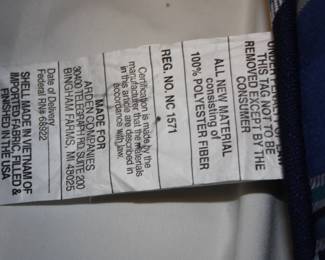 UNDER PENALTY OF LAW
THIS TAG NOT TO BE
REMOVED EXCEPT BY THE
CONSUMER
ALL NEW MATERIAL
consisting of
100% POLYESTER FIBER
REG. NO. NC 1571
Certification is made by the
manufacturer that the materials
in this article are described in
accordance with law.
MADE FOR
ARDEN COMPANIES
30400 TELEGRAPH RD, SUITE 200
BINGHAM FARMS, MI 48025
Date of Delivery
Federal RN# 68822
SHELL MADE IN VIETNAM OF
IMPORTED FABRIC, FILLED &
FINISHED IN THE USA